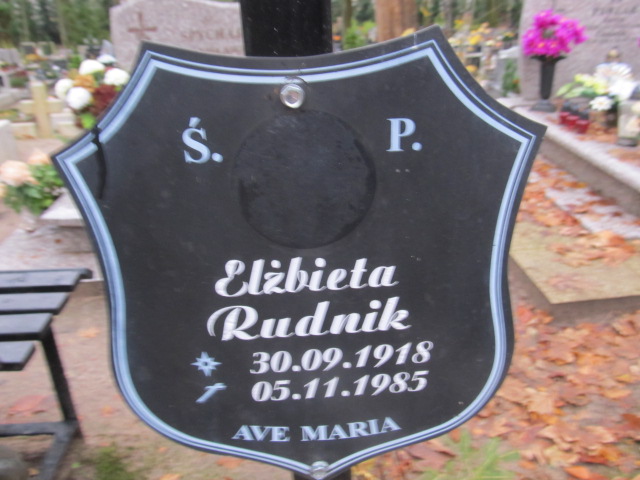 Ś. P.
Elżbieta
Rudnik
30.09.1918
05.11.1985
AVE MARIA